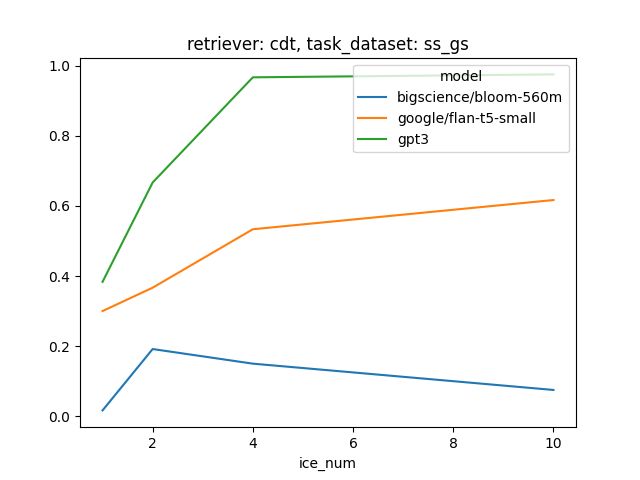 retriever: cdt, task_dataset: ss_gs
model
bigscience/bloom-560m
google/flan-t5-small
gpt3
1.0
0.8
0.6
0.4
0.2
0.0
2 4 6 8 10
ice_num